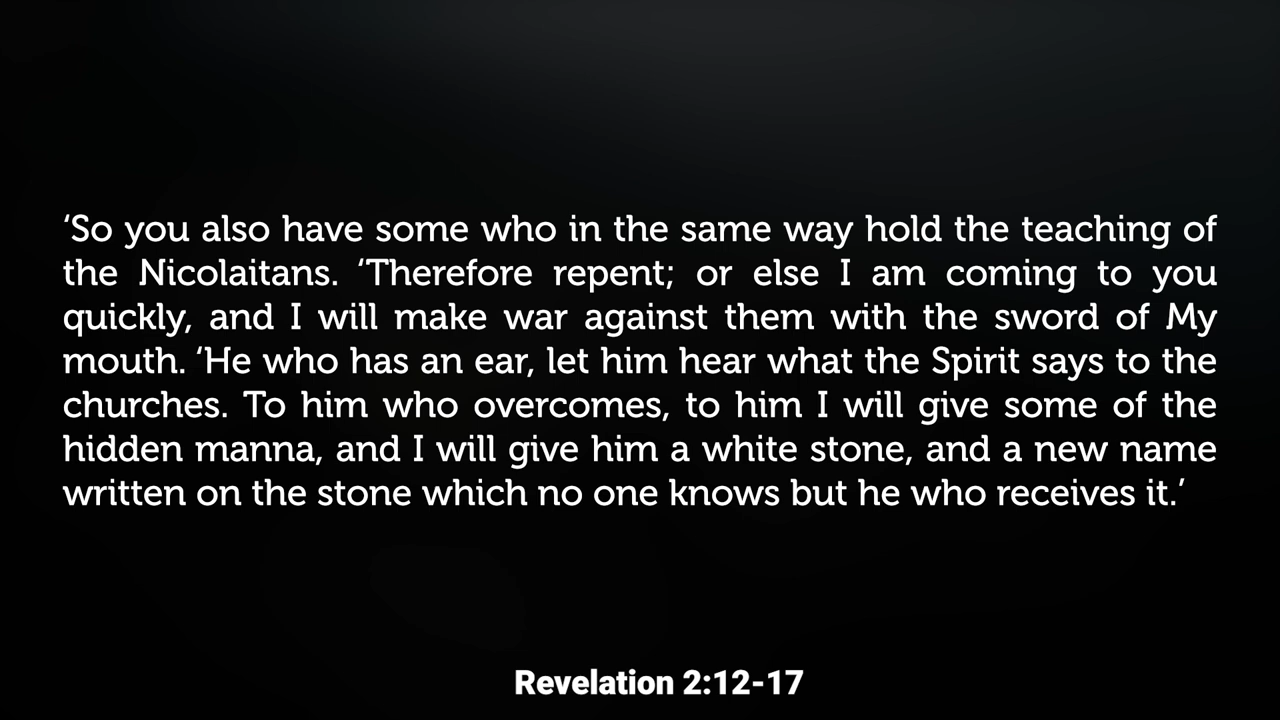 ‘So you also have some who in the same way hold the teaching of
the Nicolaitans. ‘Therefore repent; or else I am coming to you
quickly, and I will make war against them with the sword of My
mouth. ‘He who has an ear, let him hear what the Spirit says to the
churches. To him who overcomes, to him I will give some of the
hidden manna, and I will give him a white stone, and a new name
written on the stone which no one knows but he who receives it.’
Revelation 2:12-17